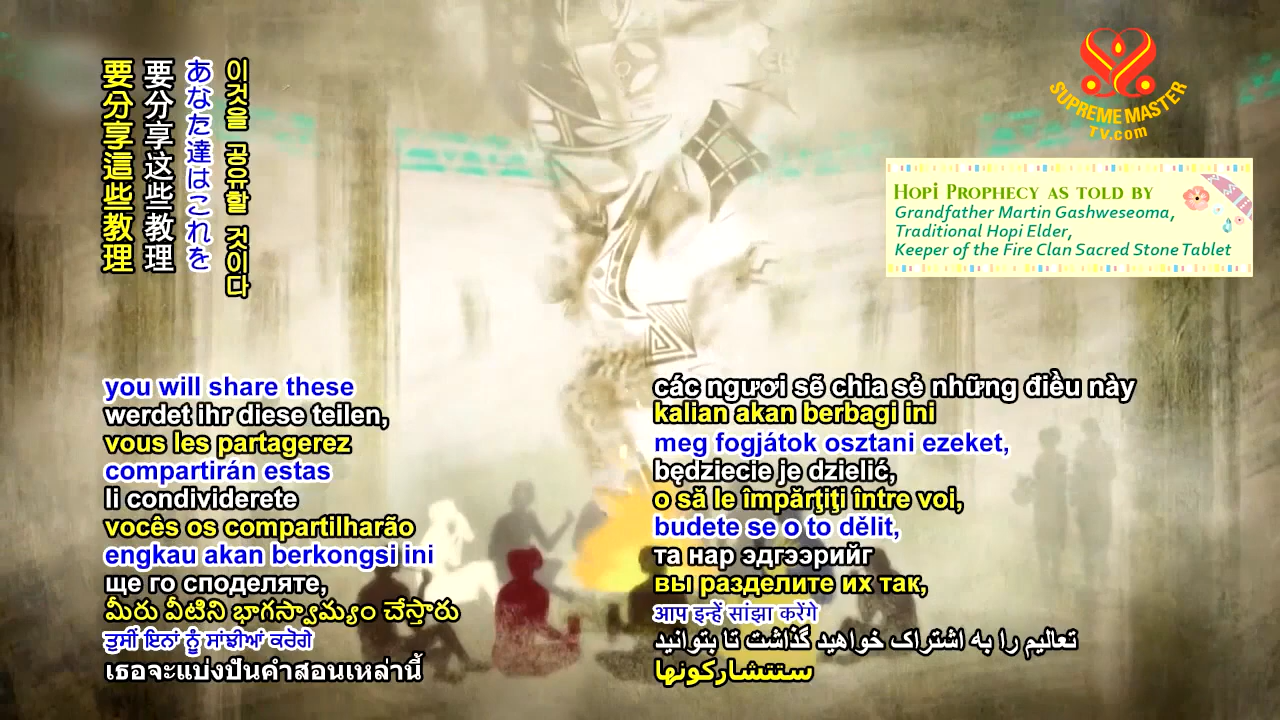 要分享這些教理
要分享这些教理
あなた達はこれを
이것을 공유할 것이다
SUPREME MASTER
TV.com
HOPI PROPHECY AS TOLD BY
Grandfather Martin Gashweseoma,
Traditional Hopi Elder,
Keeper of the Fire Clan Sacred Stone Tablet
you will share these
werdet ihr diese teilen,
vous les partagerez
compartirán estas
li condividerete
vocês os compartilharão
engkau akan berkongsi ini
ще го споделяте,
మీరు వీటిని భాగస్వామ్యం చేస్తారు
ਤੁਸੀਂ ਇਨਾਂ ਨੂੰ ਸਾਂਝੀਆਂ ਕਰੋਗੇ
เธอจะแบ่งปันคำสอนเหล่านี้
các ngươi sẽ chia sẻ những điều này
kalian akan berbagi ini
meg fogjátok osztani ezeket,
będziecie je dzielić,
o să le împărţiţi între voi,
budete se o to dělit,
та нар эдгээрийг
вы разделите их так,
आप इन्हें सांझा करेंगे
تعالیم را به اشتراک خواهید گذاشت تا بتوانید
ستتشاركونها